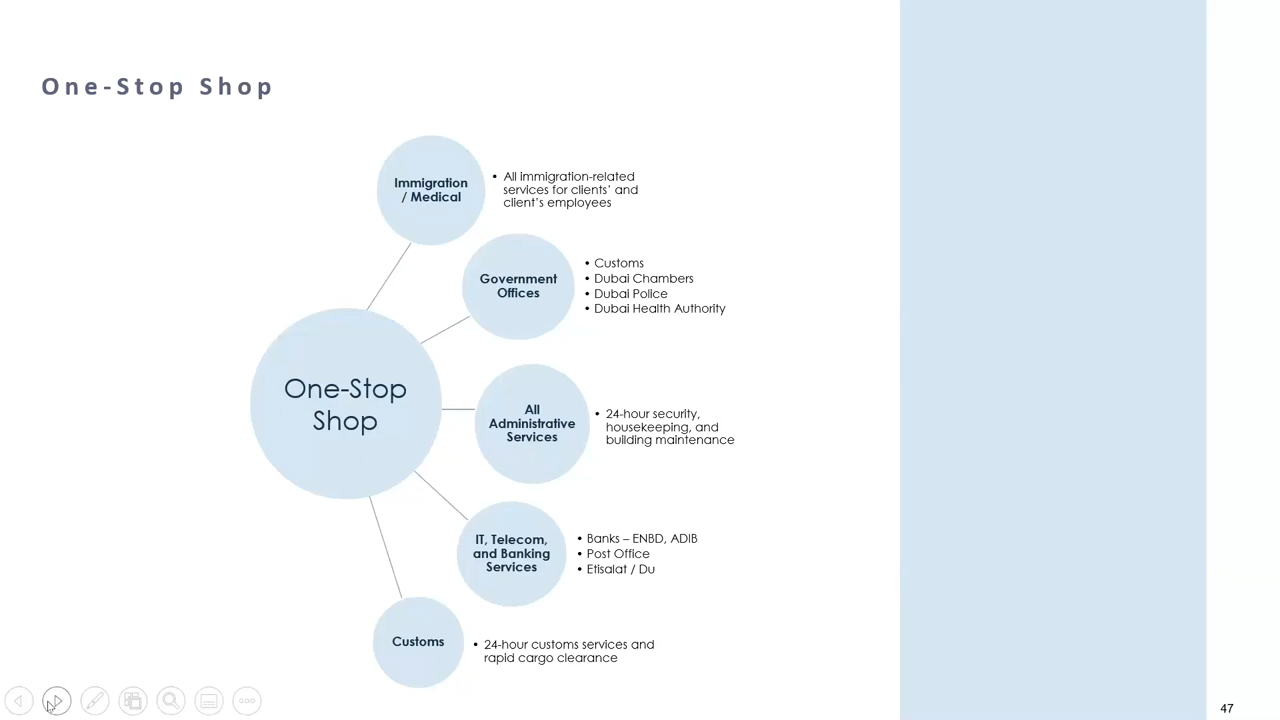 One-Stop Shop
Immigration
/ Medical
• All immigration-related
services for clients' and
client's employees
Government
Offices
• Customs
• Dubai Chambers
• Dubai Police
• Dubai Health Authority
One-Stop
Shop
All
Administrative
Services
• 24-hour security,
housekeeping, and
building maintenance
IT, Telecom,
and Banking
Services
• Banks – ENBD, ADIB
• Post Office
• Etisalat / Du
Customs
• 24-hour customs services and
rapid cargo clearance
47